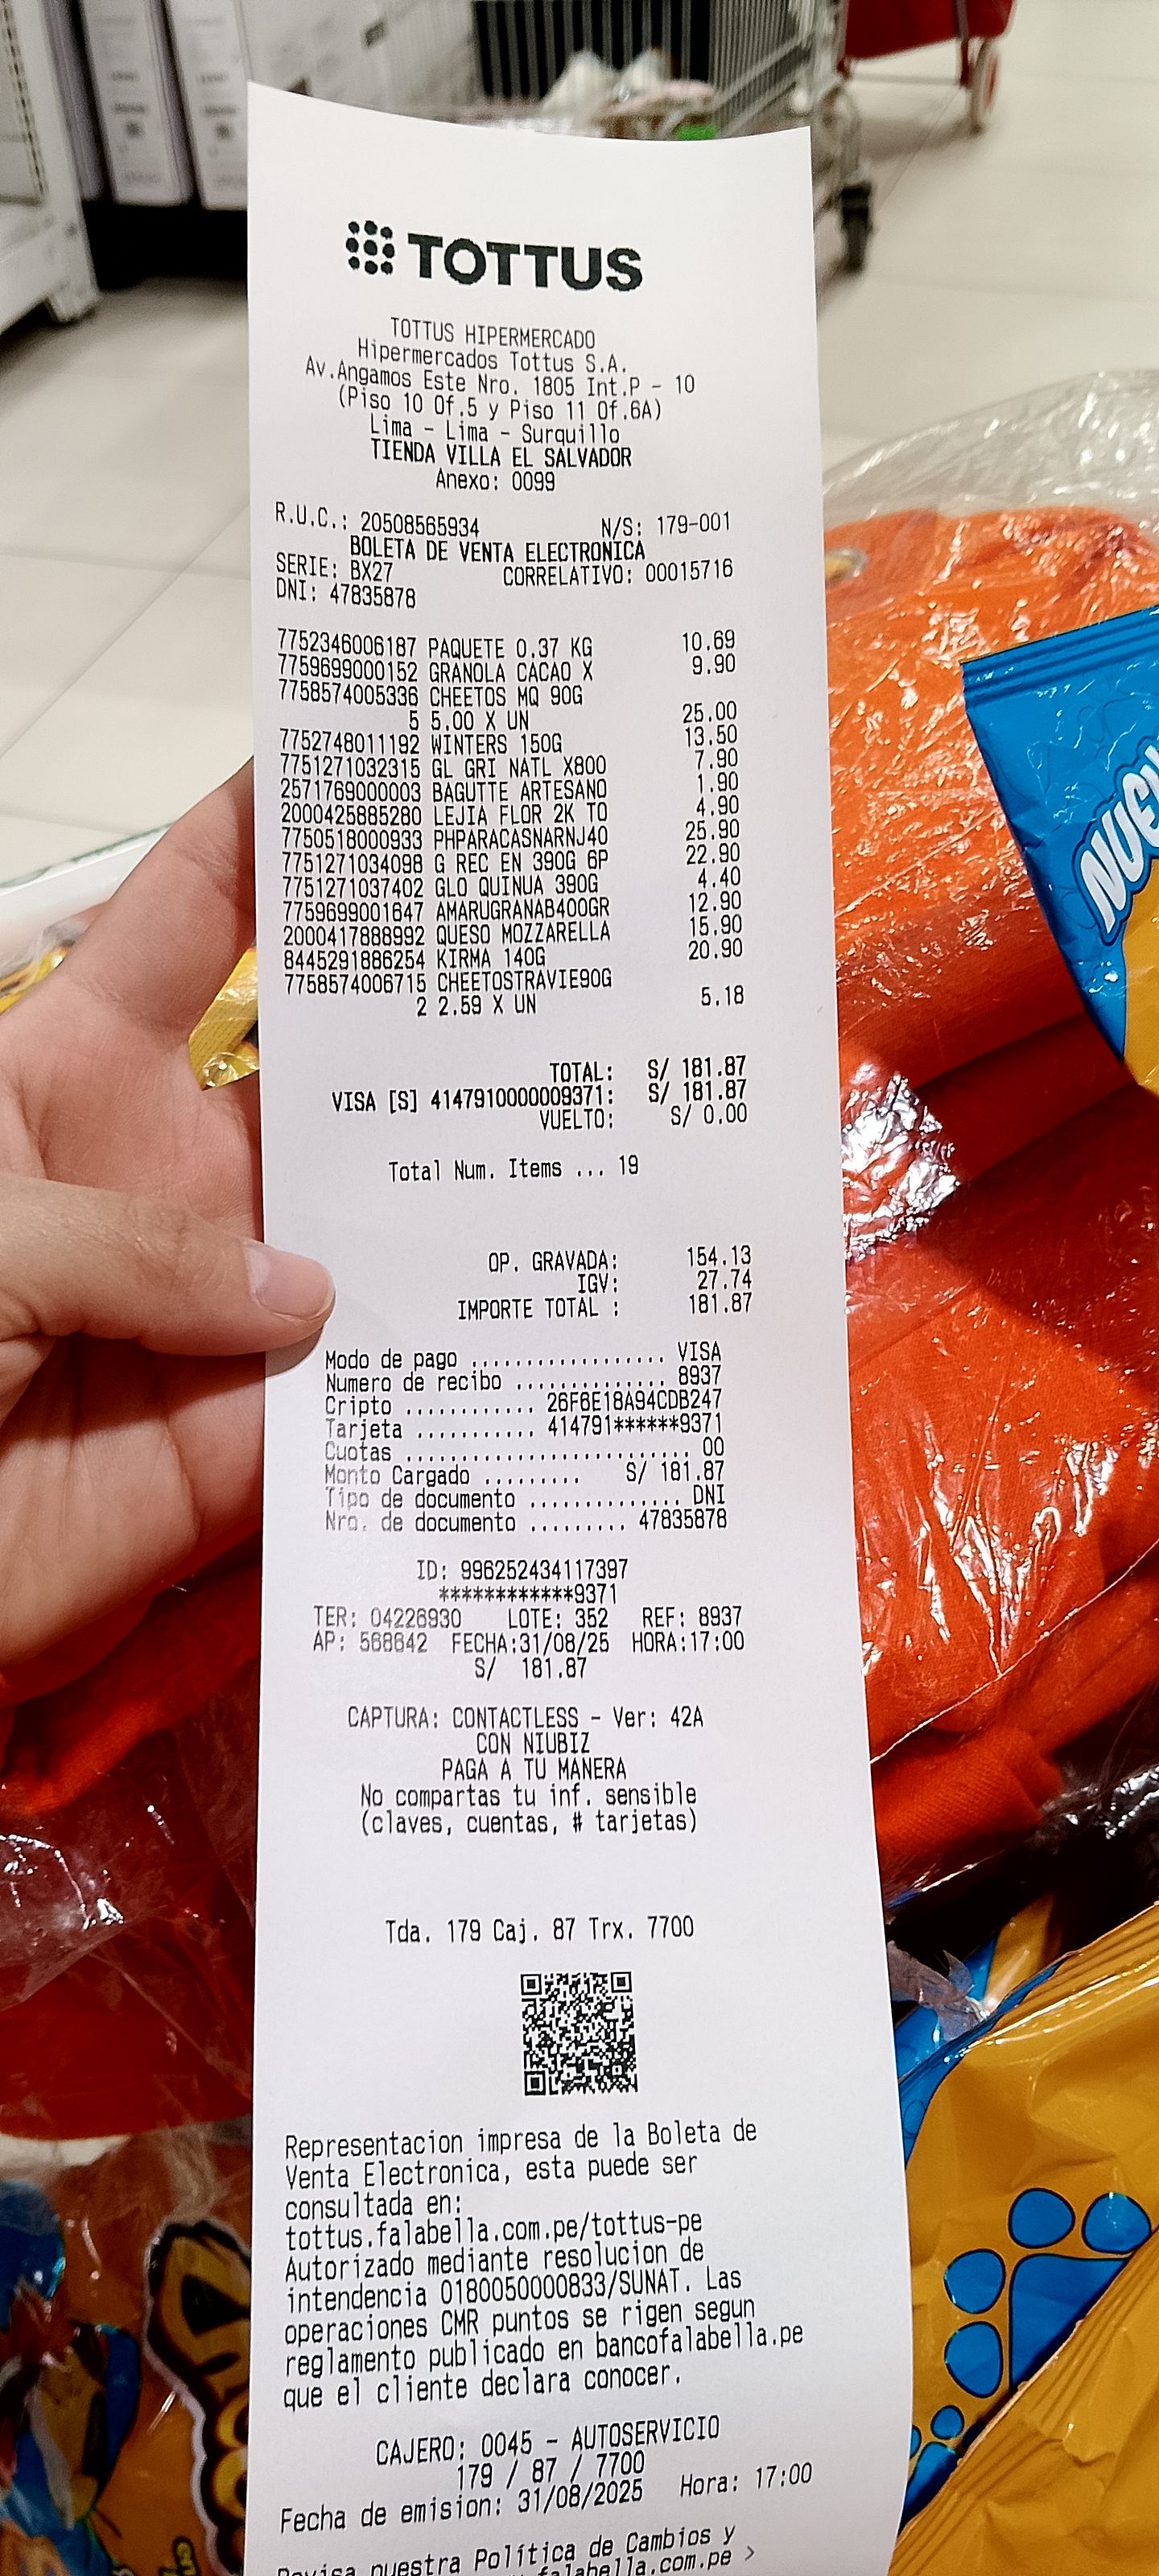 TOTTUS
TOTTUS HIPERMERCADO
Hipermercados Tottus S.A.
Av.Angamos Este Nro. 1805 Int.P - 10
(Piso 10 Of.5 y Piso 11 Of.6A)
Lima - Lima - Surquillo
TIENDA VILLA EL SALVADOR
Anexo: 0099
R.U.C.: 20508565934 N/S: 179-001
BOLETA DE VENTA ELECTRONICA
SERIE: BX27 CORRELATIVO: 00015716
DNI: 47835878
7752346006187 PAQUETE 0.37 KG 10.69
7759699000152 GRANOLA CACAO X 9.90
7758574005336 CHEETOS MQ 90G
5 5.00 X UN 25.00
7752748011192 WINTERS 150G 13.50
7751271032315 GL GRI NATL X800 7.90
2571769000003 BAGUTTE ARTESANO 1.90
2000425885280 LEJIA FLOR 2K TO 4.90
7750518000933 PHPARACASNARNJ40 25.90
7751271034098 G REC EN 390G 6P 22.90
7751271037402 GLO QUINUA 390G 4.40
7759699001647 AMARUGRANAB400GR 12.90
2000417888992 QUESO MOZZARELLA 15.90
8445291886254 KIRMA 140G 20.90
7758574006715 CHEETOSTRAVIE90G
2 2.59 X UN 5.18
TOTAL: S/ 181.87
VISA [S] 4147910000009371: S/ 181.87
VUELTO: S/ 0.00
Total Num. Items ... 19
OP. GRAVADA: 154.13
IGV: 27.74
IMPORTE TOTAL : 181.87
Modo de pago .................. VISA
Numero de recibo .............. 8937
Cripto ............ 26F6E18A94CDB247
Tarjeta ........... 414791******9371
Cuotas .......................... 00
Monto Cargado ......... S/ 181.87
Tipo de documento .............. DNI
Nro. de documento ......... 47835878
ID: 996252434117397
************9371
TER: 04226930 LOTE: 352 REF: 8937
AP: 568642 FECHA:31/08/25 HORA:17:00
S/ 181.87
CAPTURA: CONTACTLESS - Ver: 42A
CON NIUBIZ
PAGA A TU MANERA
No compartas tu inf. sensible
(claves, cuentas, # tarjetas)
Tda. 179 Caj. 87 Trx. 7700
Representacion impresa de la Boleta de
Venta Electronica, esta puede ser
consultada en:
tottus.falabella.com.pe/tottus-pe
Autorizado mediante resolucion de
intendencia 0180050000833/SUNAT. Las
operaciones CMR puntos se rigen segun
reglamento publicado en bancofalabella.pe
que el cliente declara conocer.
CAJERO: 0045 - AUTOSERVICIO
179 / 87 / 7700
Fecha de emision: 31/08/2025 Hora: 17:00
nuestra Política de Cambios y
falabella.com.pe >